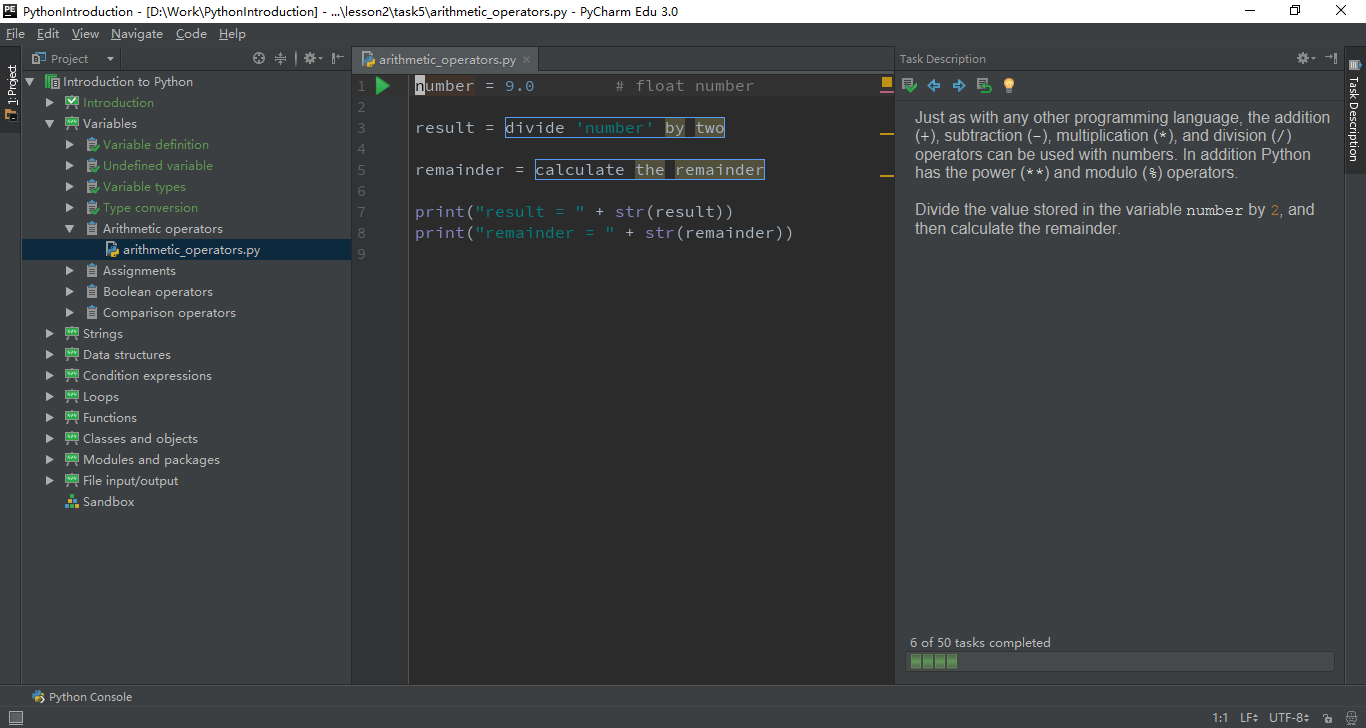 PythonIntroduction - [D:\Work\PythonIntroduction] - ...\lesson2\task5\arithmetic_operators.py - PyCharm Edu 3.0
File Edit View Navigate Code Help
1: Project
Project
Introduction to Python
Introduction
Variables
Variable definition
Undefined variable
Variable types
Type conversion
Arithmetic operators
arithmetic_operators.py
Assignments
Boolean operators
Comparison operators
Strings
Data structures
Condition expressions
Loops
Functions
Classes and objects
Modules and packages
File input/output
Sandbox
arithmetic_operators.py
1 number = 9.0        # float number
2
3 result = divide 'number' by two
4
5 remainder = calculate the remainder
6
7 print("result = " + str(result))
8 print("remainder = " + str(remainder))
9
Task Description
Just as with any other programming language, the addition
(+), subtraction (-), multiplication (*), and division (/)
operators can be used with numbers. In addition Python
has the power (**) and modulo (%) operators.
Divide the value stored in the variable number by 2, and
then calculate the remainder.
6 of 50 tasks completed
Task Description
Python Console
1:1 LF UTF-8